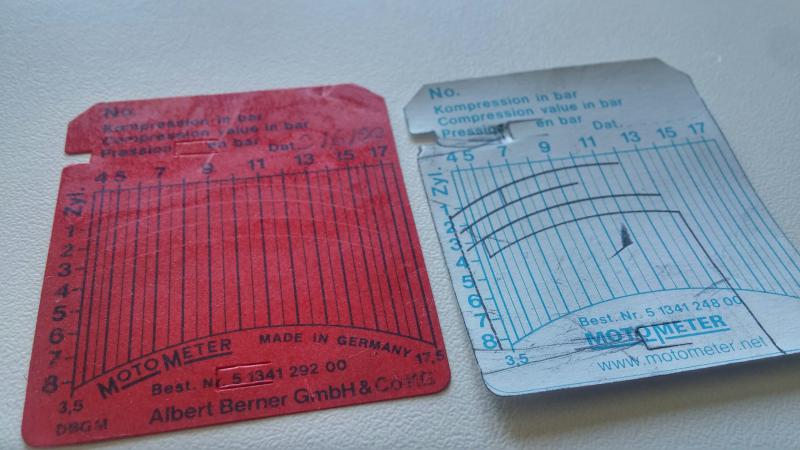 No.
Kompression in bar
Compression value in bar
Pression en bar Dat.
4 5 7 9 11 13 15 17
Zyl.
1
2
3
4
5
6
7
8
3,5
17,5
MOTOMETER MADE IN GERMANY
Best. Nr. 5 1341 292 00
Albert Berner GmbH & Co KG
DBGM
No.
Kompression in bar
Compression value in bar
Pression en bar Dat.
4 5 7 9 11 13 15 17
Zyl.
1
2
3
4
5
6
7
8
3,5
Best. Nr. 5 1341 248 00
MOTOMETER
www.motometer.net